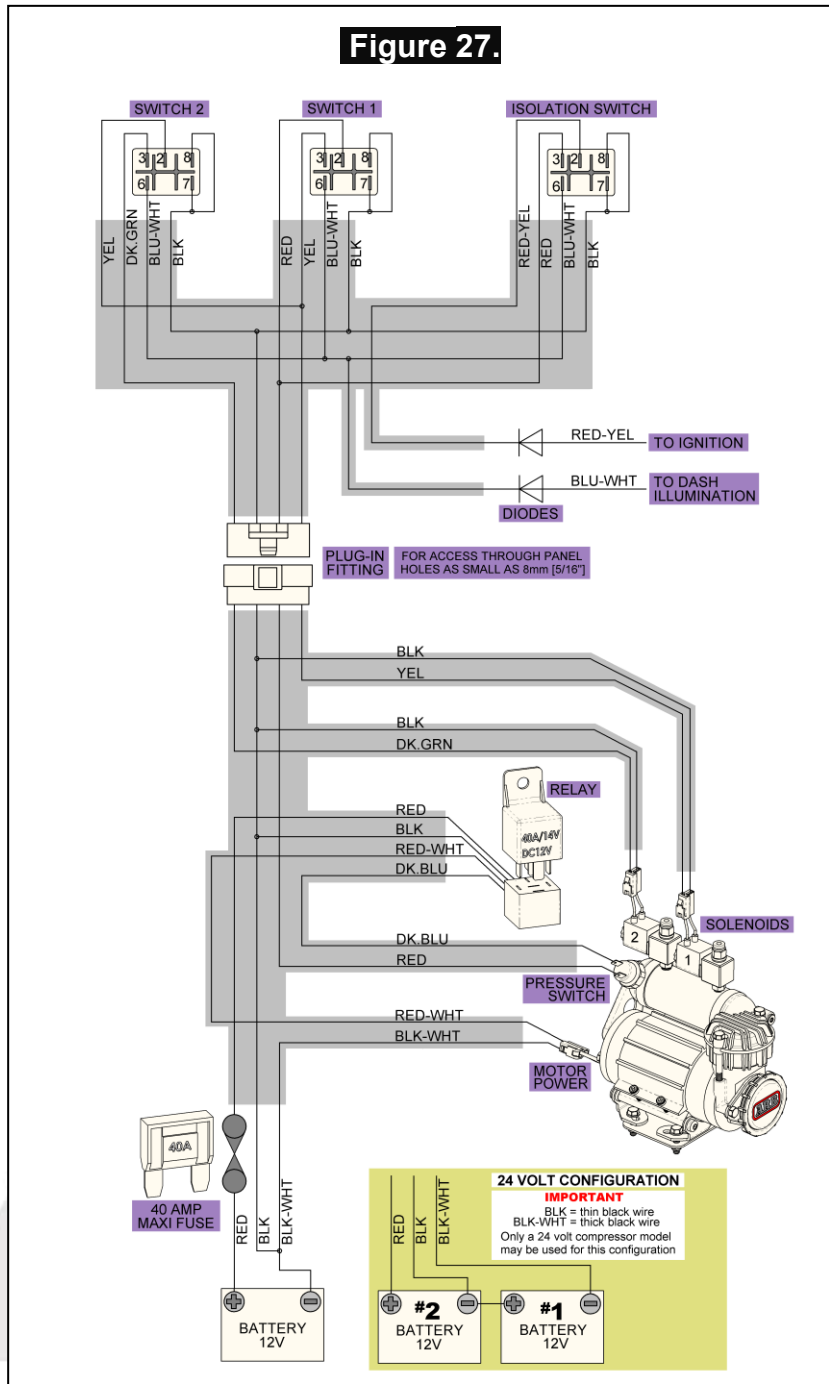 Figure 27.
SWITCH 2
SWITCH 1
ISOLATION SWITCH
3 2 8
6 7
3 2 8
6 7
3 2 8
6 7
YEL
DK.GRN
BLU-WHT
BLK
RED
YEL
BLU-WHT
BLK
RED-YEL
RED
BLU-WHT
BLK
RED-YEL
TO IGNITION
BLU-WHT
TO DASH
ILLUMINATION
DIODES
PLUG-IN
FITTING
FOR ACCESS THROUGH PANEL
HOLES AS SMALL AS 8mm [5/16"]
BLK
YEL
BLK
DK.GRN
RELAY
40A/14V
DC12V
RED
BLK
RED-WHT
DK.BLU
2
1
SOLENOIDS
DK.BLU
RED
PRESSURE
SWITCH
RED-WHT
BLK-WHT
MOTOR
POWER
ARB
40A
40 AMP
MAXI FUSE
RED
BLK
BLK-WHT
+ −
BATTERY
12V
24 VOLT CONFIGURATION
IMPORTANT
BLK = thin black wire
BLK-WHT = thick black wire
Only a 24 volt compressor model
may be used for this configuration
RED
BLK
BLK-WHT
+ #2 −
BATTERY
12V
+ #1 −
BATTERY
12V